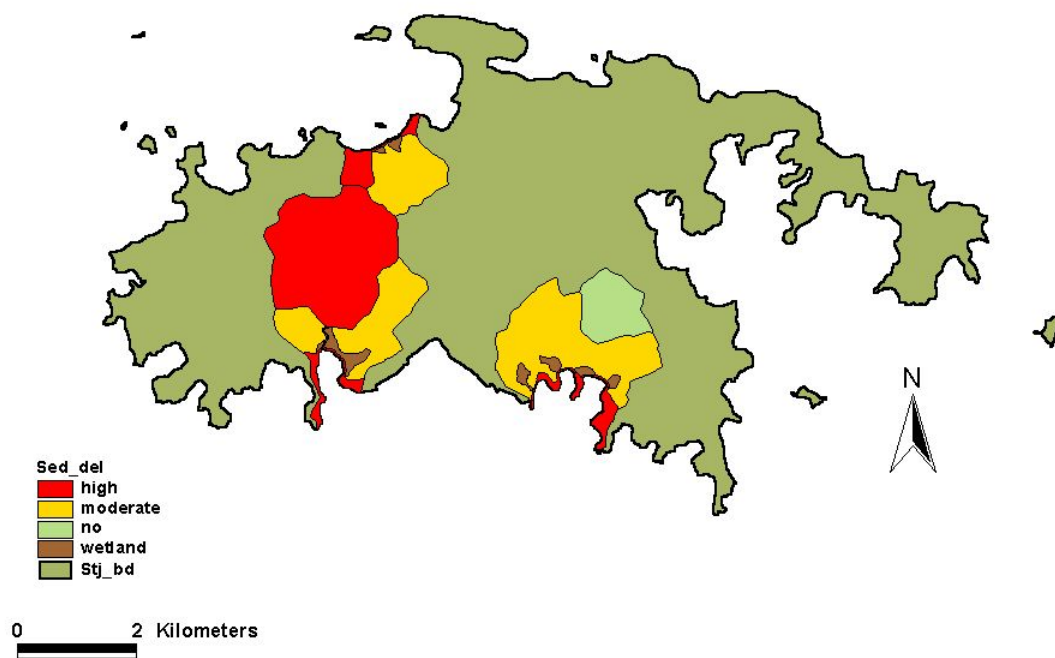 N
Sed_del
high
moderate
no
wetland
Stj_bd
0 2 Kilometers